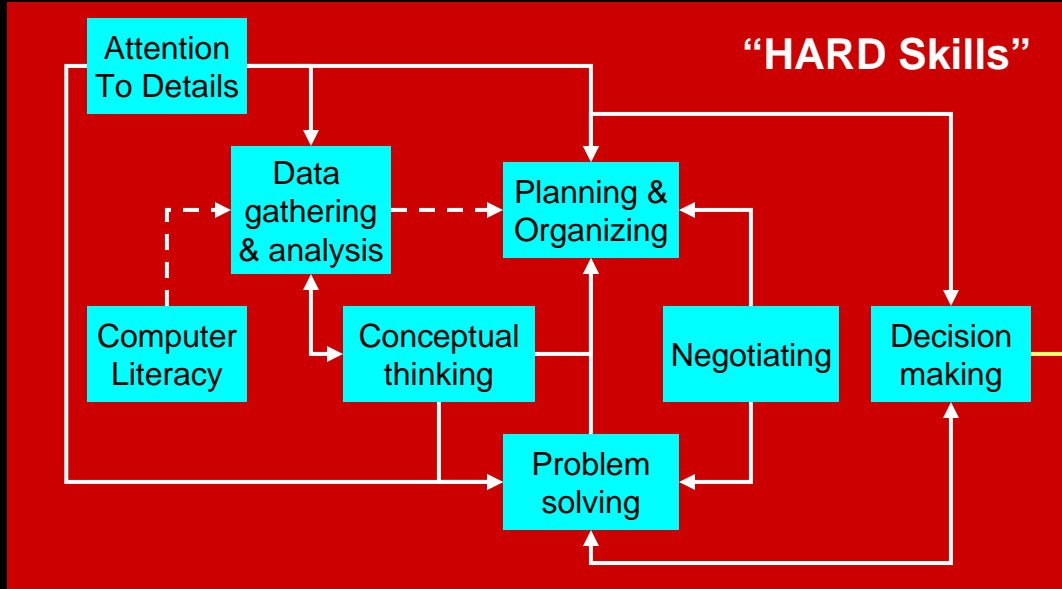 Attention
To Details
“HARD Skills”
Data
gathering
& analysis
Planning &
Organizing
Computer
Literacy
Conceptual
thinking
Negotiating
Decision
making
Problem
solving